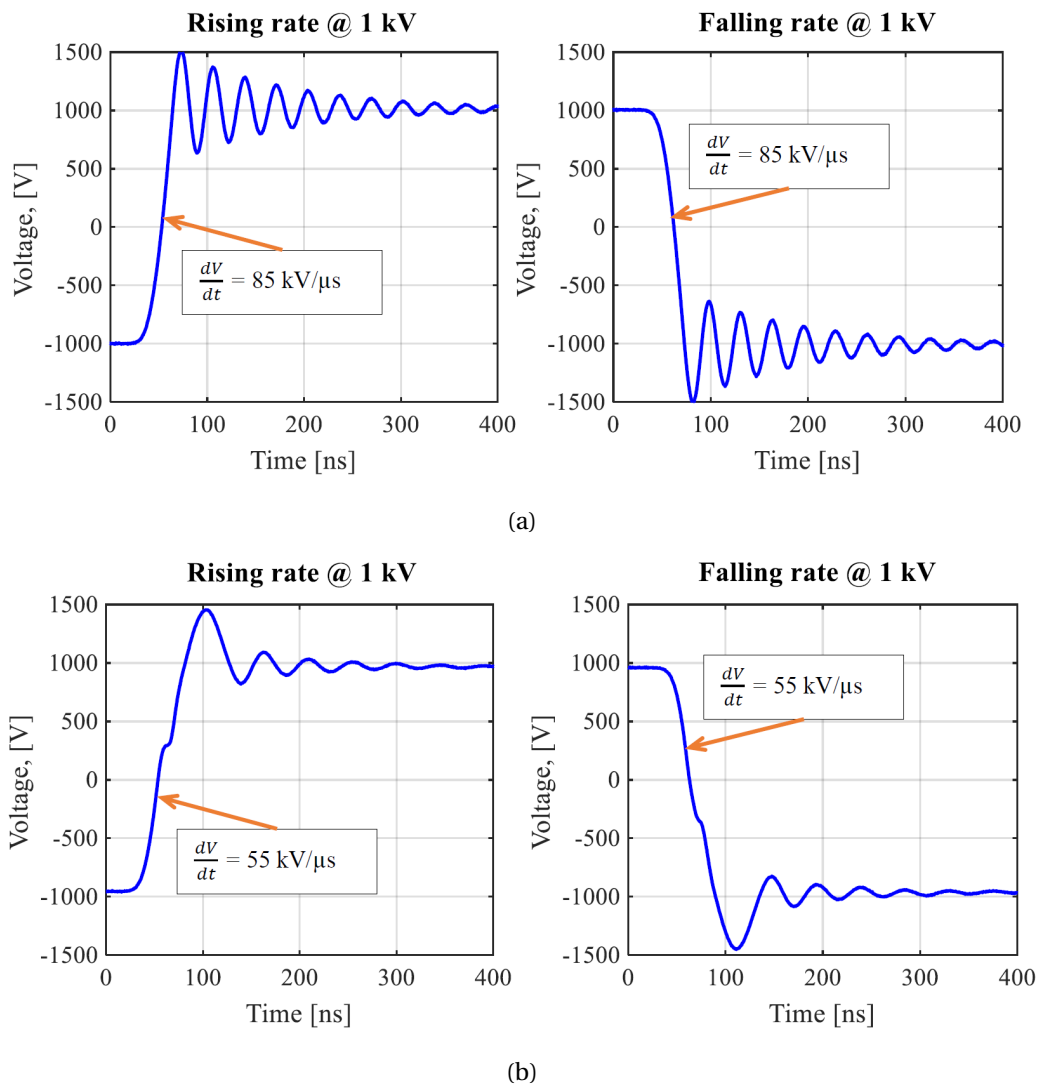 Rising rate @ 1 kV
Falling rate @ 1 kV
1500
1000
500
0
-500
-1000
-1500
Voltage, [V]
dV/dt = 85 kV/µs
0 100 200 300 400
Time [ns]
1500
1000
500
0
-500
-1000
-1500
Voltage, [V]
dV/dt = 85 kV/µs
0 100 200 300 400
Time [ns]
(a)
Rising rate @ 1 kV
Falling rate @ 1 kV
1500
1000
500
0
-500
-1000
-1500
Voltage, [V]
dV/dt = 55 kV/µs
0 100 200 300 400
Time [ns]
1500
1000
500
0
-500
-1000
-1500
Voltage, [V]
dV/dt = 55 kV/µs
0 100 200 300 400
Time [ns]
(b)